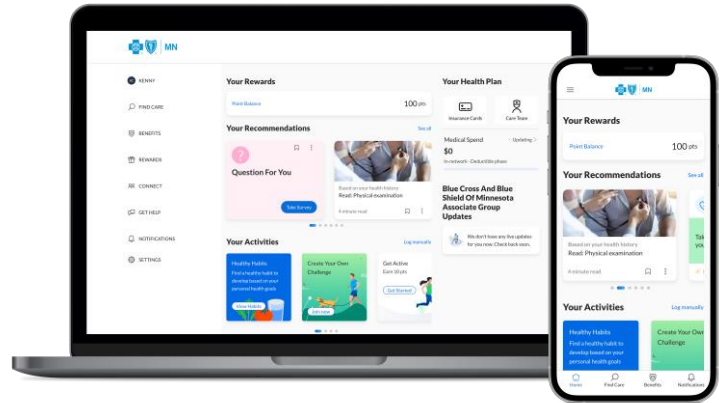 MN
KENNY
FIND CARE
BENEFITS
REWARDS
CONNECT
GET HELP
NOTIFICATIONS
SETTINGS
Your Rewards
Point Balance
100 pts
Your Recommendations
See all
?
Question For You
Take Survey
Based on your health history
Read: Physical examination
4 minute read
Your Activities
Log manually
Healthy Habits
Find a healthy habit to
develop based on your
personal health goals
View Habits
Create Your Own
Challenge
Join now
Get Active
Earn 10 pts
Get Started
Your Health Plan
Insurance Cards
Care Team
Medical Spend
Updating
$0
In-network - Deductible phase
Blue Cross And Blue
Shield Of Minnesota
Associate Group
Updates
We don't have any live updates
for you now. Check back soon.
MN
Your Rewards
Point Balance
100 pts
Your Recommendations
See all
Based on your health history
Read: Physical examination
4 minute read
Your Activities
Log manually
Healthy Habits
Find a healthy habit to
develop based on your
personal health goals
Create Your Own
Challenge
Home
Find Care
Benefits
Notifications